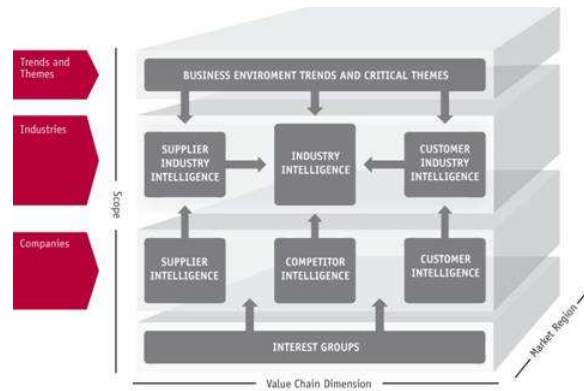 Trends and
Themes
BUSINESS ENVIROMENT TRENDS AND CRITICAL THEMES
Industries
SUPPLIER
INDUSTRY
INTELLIGENCE
INDUSTRY
INTELLIGENCE
CUSTOMER
INDUSTRY
INTELLIGENCE
Scope
Companies
SUPPLIER
INTELLIGENCE
COMPETITOR
INTELLIGENCE
CUSTOMER
INTELLIGENCE
INTEREST GROUPS
Market Region
Value Chain Dimension